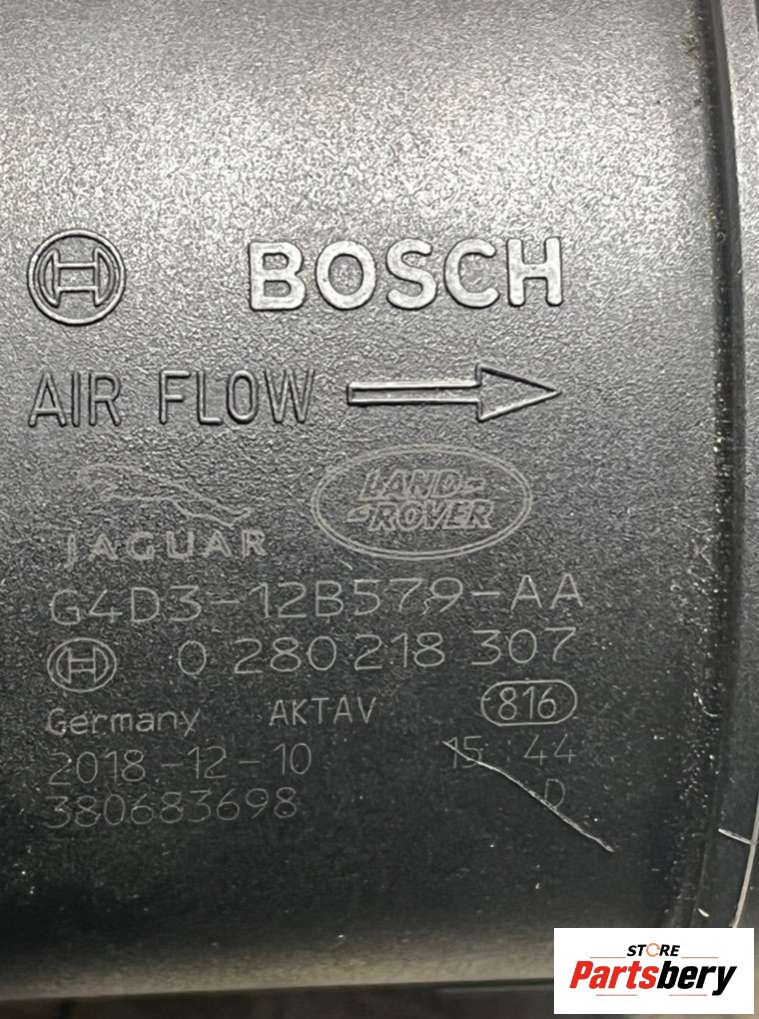 BOSCH
AIR FLOW
JAGUAR
LAND-
-ROVER
G4D3-12B579-AA
0 280 218 307
Germany AKTAV 816
2018-12-10 15 44
380683698 D
STORE
Partsbery